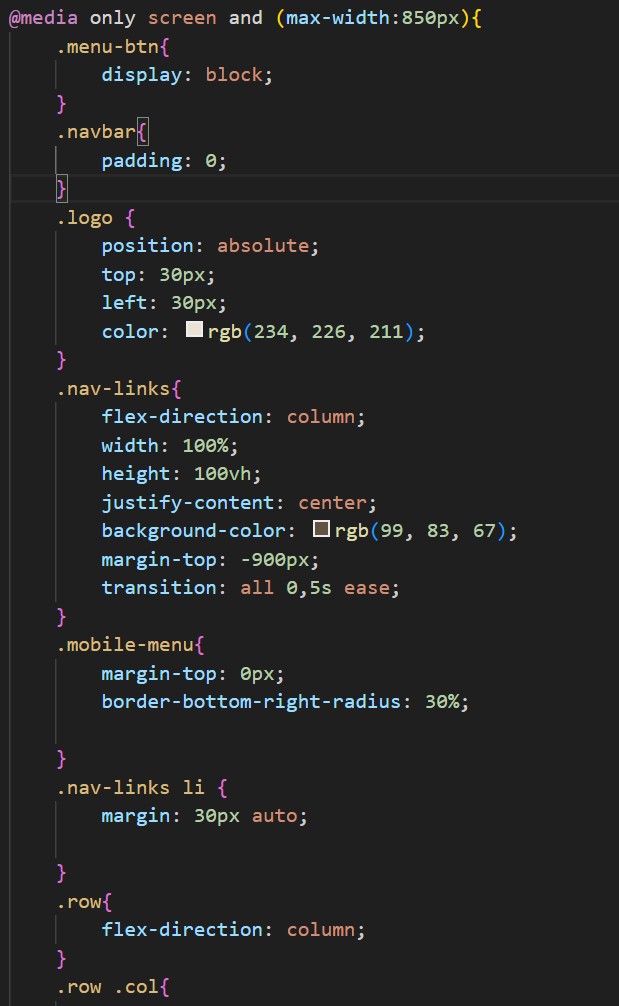 @media only screen and (max-width:850px){
    .menu-btn{
        display: block;
    }
    .navbar{
        padding: 0;
    }
    .logo {
        position: absolute;
        top: 30px;
        left: 30px;
        color: rgb(234, 226, 211);
    }
    .nav-links{
        flex-direction: column;
        width: 100%;
        height: 100vh;
        justify-content: center;
        background-color: rgb(99, 83, 67);
        margin-top: -900px;
        transition: all 0,5s ease;
    }
    .mobile-menu{
        margin-top: 0px;
        border-bottom-right-radius: 30%;

    }
    .nav-links li {
        margin: 30px auto;

    }
    .row{
        flex-direction: column;
    }
    .row .col{